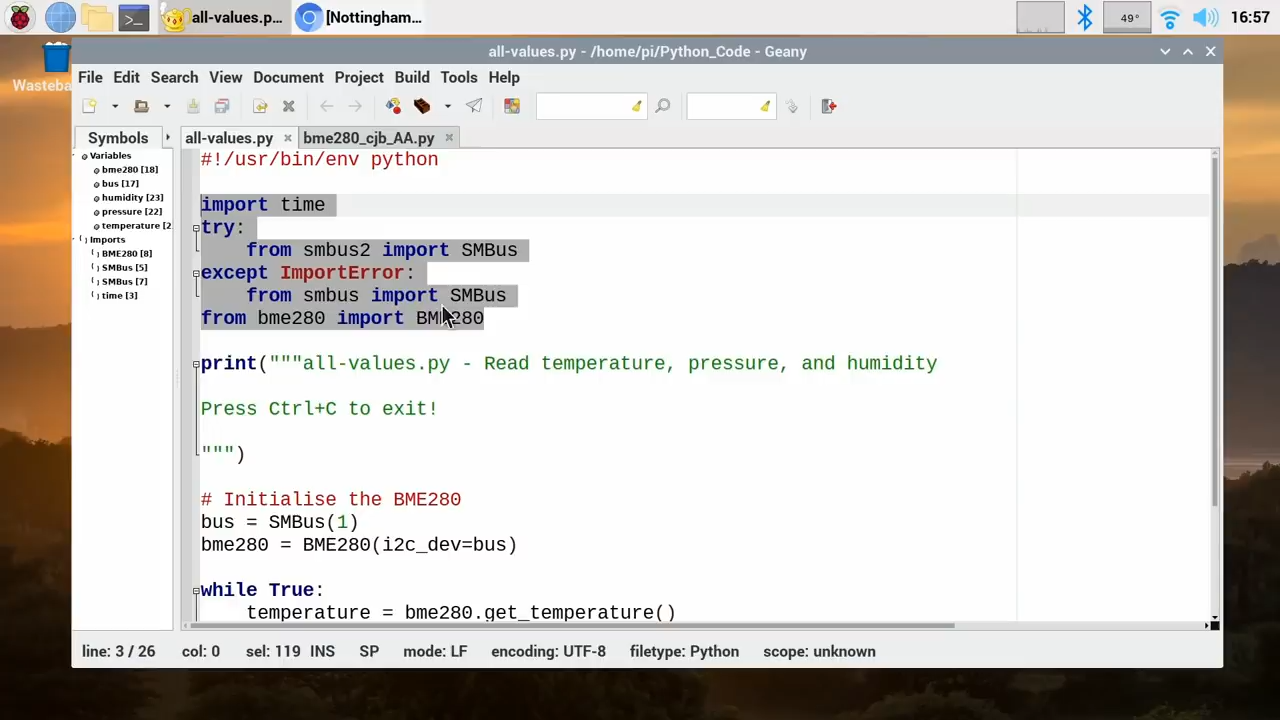 all-values.p...
[Nottingham...
49°
16:57
Wasteba
all-values.py - /home/pi/Python_Code - Geany
File Edit Search View Document Project Build Tools Help
Symbols
all-values.py
bme280_cjb_AA.py
Variables
bme280 [18]
bus [17]
humidity [23]
pressure [22]
temperature [2
Imports
BME280 [8]
SMBus [5]
SMBus [7]
time [3]
#!/usr/bin/env python
import time
try:
from smbus2 import SMBus
except ImportError:
from smbus import SMBus
from bme280 import BME280
print("""all-values.py - Read temperature, pressure, and humidity
Press Ctrl+C to exit!
""")
# Initialise the BME280
bus = SMBus(1)
bme280 = BME280(i2c_dev=bus)
while True:
temperature = bme280.get_temperature()
line: 3 / 26 col: 0 sel: 119 INS SP mode: LF encoding: UTF-8 filetype: Python scope: unknown